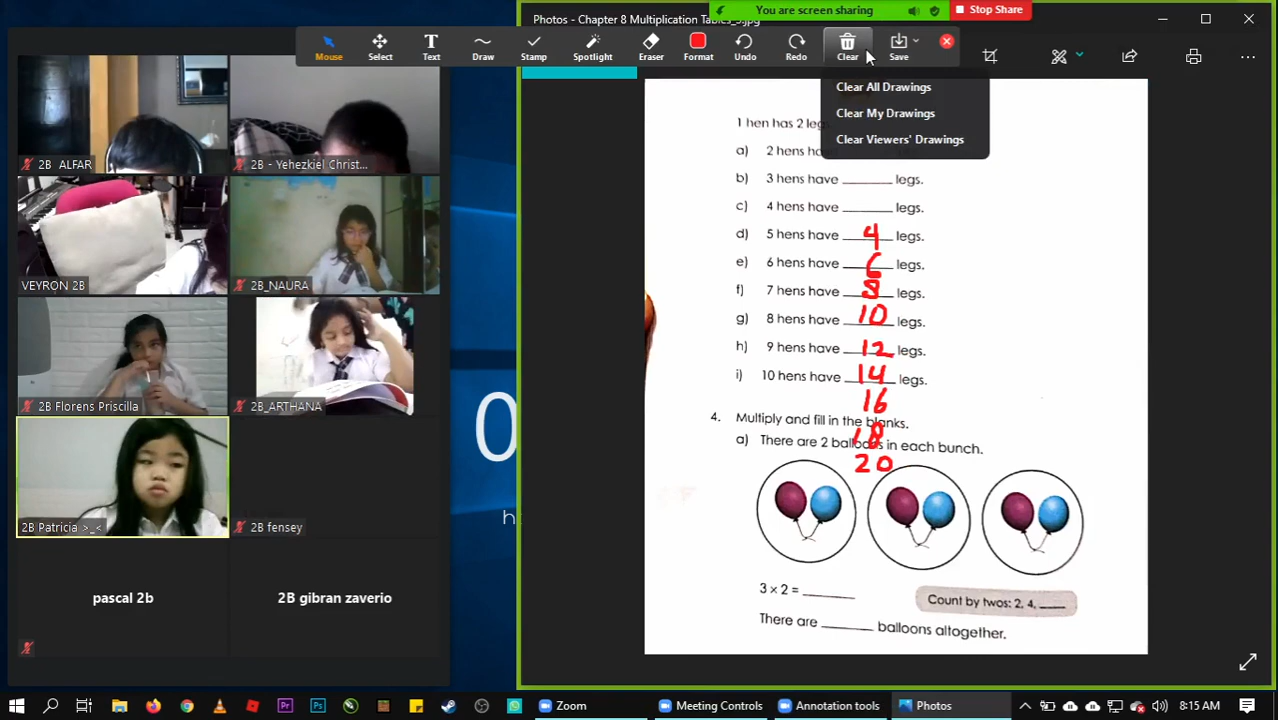 You are screen sharing
Stop Share
Photos - Chapter 8 Multiplication Tables_3.jpg
Mouse
Select
Text
Draw
Stamp
Spotlight
Eraser
Format
Undo
Redo
Clear
Save
Clear All Drawings
Clear My Drawings
Clear Viewers' Drawings
2B ALFAR
2B - Yehezkiel Christ...
VEYRON 2B
2B_NAURA
2B Florens Priscilla
2B_ARTHANA
2B Patricia >_<
2B fensey
pascal 2b
2B gibran zaverio
1 hen has 2
a) 2 hens
b) 3 hens have ______ legs.
c) 4 hens have ______ legs.
d) 5 hens have 4 legs.
e) 6 hens have 6 legs.
f) 7 hens have 8 legs.
g) 8 hens have 10 legs.
h) 9 hens have 12 legs.
i) 10 hens have 14 legs.
16
4. Multiply and fill in the blanks.
18
a) There are 2 balloons in each bunch.
20
3 × 2 = ______
Count by twos: 2, 4, ____
There are ______ balloons altogether.
Zoom
Meeting Controls
Annotation tools
Photos
8:15 AM